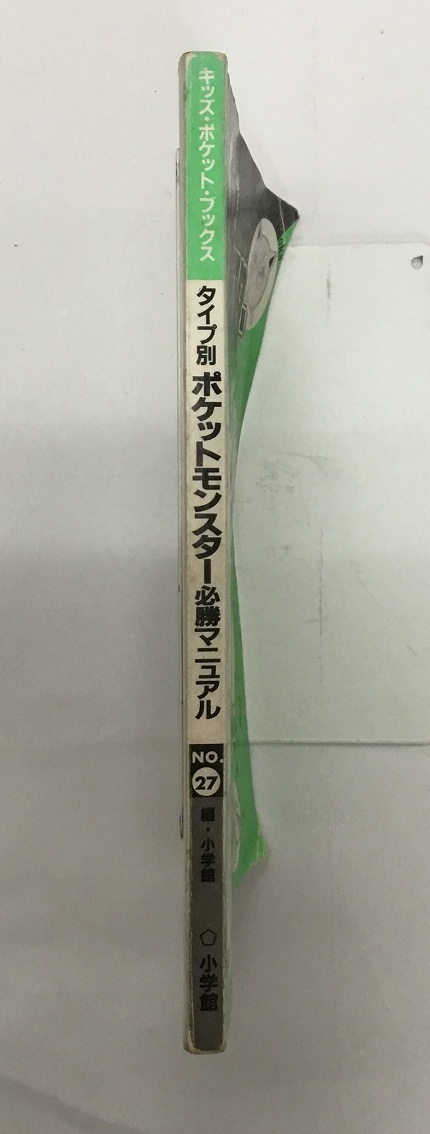 キッズ・ポケット・ブックス
タイプ別 ポケットモンスター必勝マニュアル
NO.
27
編・小学館
小学館